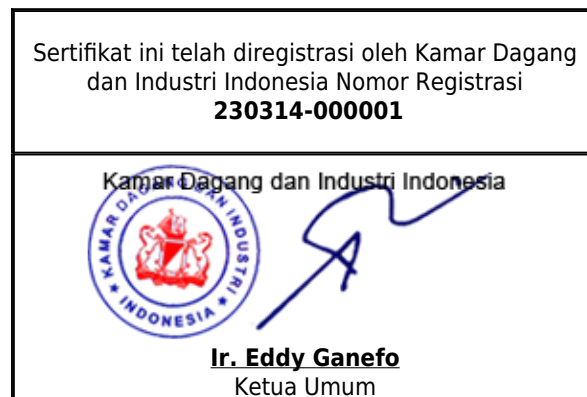 Sertifikat ini telah diregistrasi oleh Kamar Dagang
dan Industri Indonesia Nomor Registrasi
230314-000001
Kamar Dagang dan Industri Indonesia
KAMAR DAGANG DAN INDUSTRI
INDONESIA
Ir. Eddy Ganefo
Ketua Umum